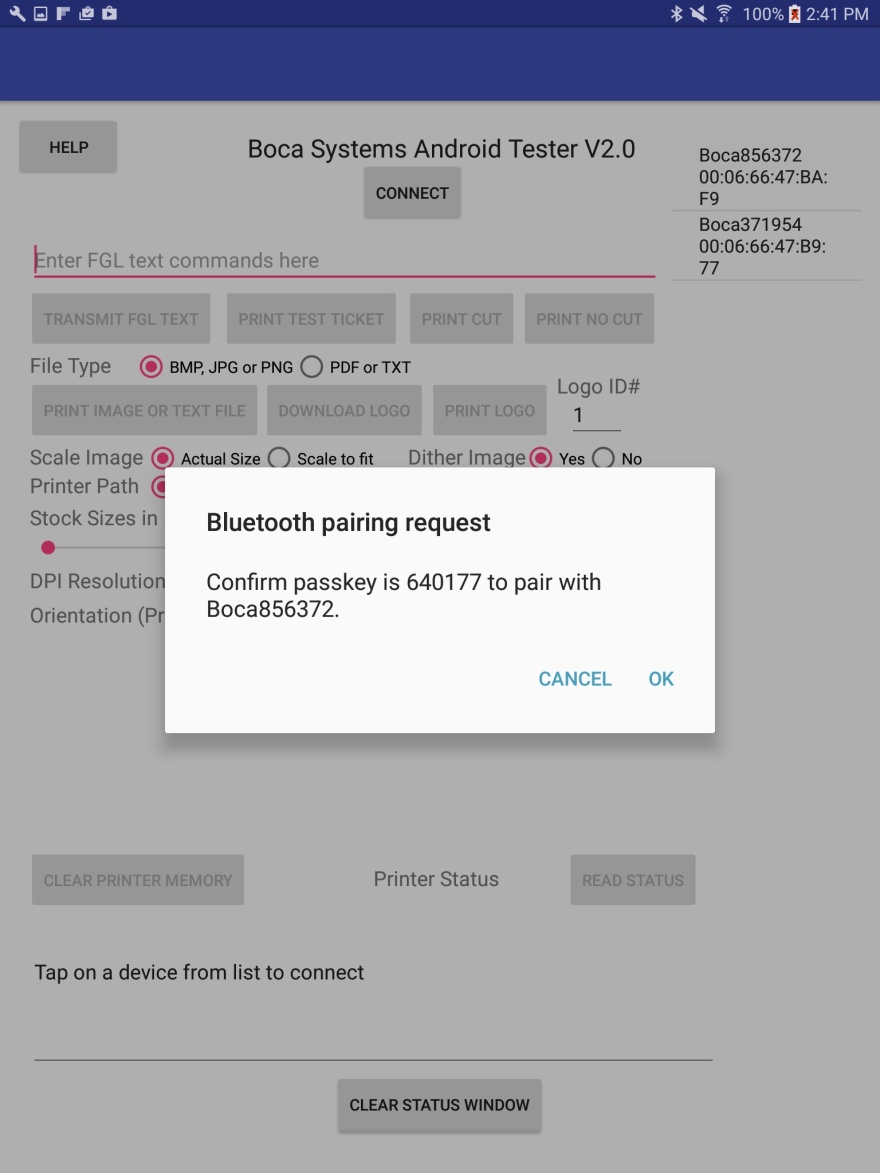 100% 2:41 PM
HELP
Boca Systems Android Tester V2.0
CONNECT
Boca856372
00:06:66:47:BA:
F9
Boca371954
00:06:66:47:B9:
77
Enter FGL text commands here
TRANSMIT FGL TEXT PRINT TEST TICKET PRINT CUT PRINT NO CUT
File Type BMP, JPG or PNG PDF or TXT
Logo ID#
PRINT IMAGE OR TEXT FILE DOWNLOAD LOGO PRINT LOGO 1
Scale Image Actual Size Scale to fit Dither Image Yes No
Printer Path
Stock Sizes in
DPI Resolution
Orientation (Pr
Bluetooth pairing request
Confirm passkey is 640177 to pair with
Boca856372.
CANCEL OK
CLEAR PRINTER MEMORY Printer Status READ STATUS
Tap on a device from list to connect
CLEAR STATUS WINDOW